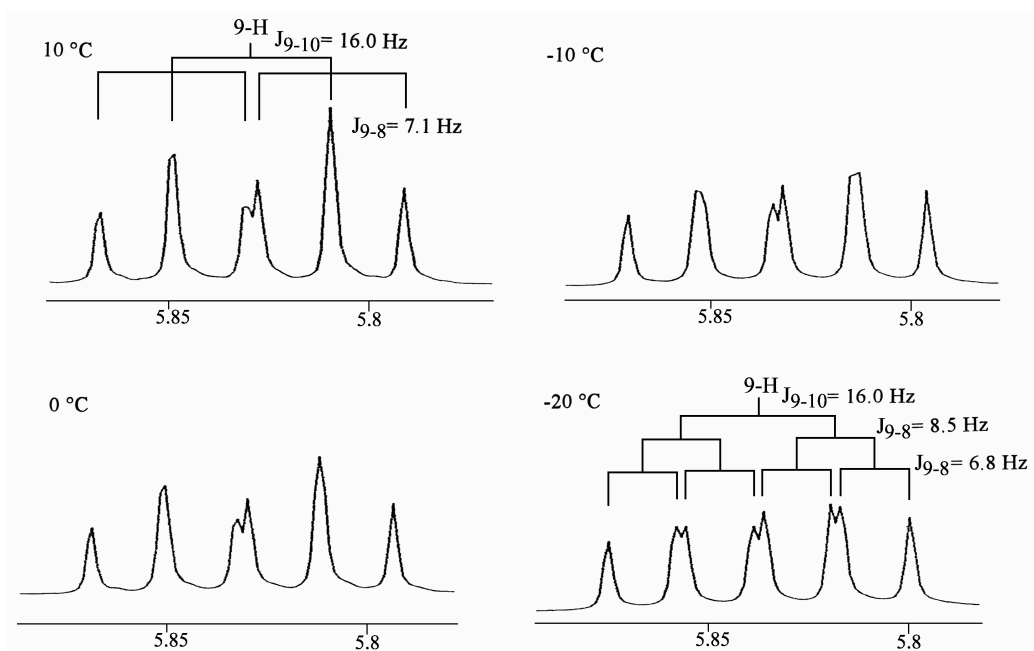 10 °C
9-H
J9-10= 16.0 Hz
J9-8= 7.1 Hz
5.85 5.8
-10 °C
5.85 5.8
0 °C
5.85 5.8
-20 °C
9-H
J9-10= 16.0 Hz
J9-8= 8.5 Hz
J9-8= 6.8 Hz
5.85 5.8